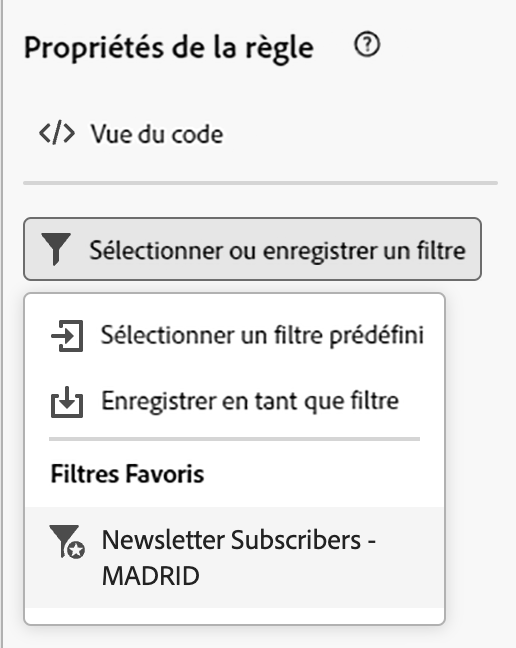 Propriétés de la règle
Vue du code
Sélectionner ou enregistrer un filtre
Sélectionner un filtre prédéfini
Enregistrer en tant que filtre
Filtres Favoris
Newsletter Subscribers -
MADRID